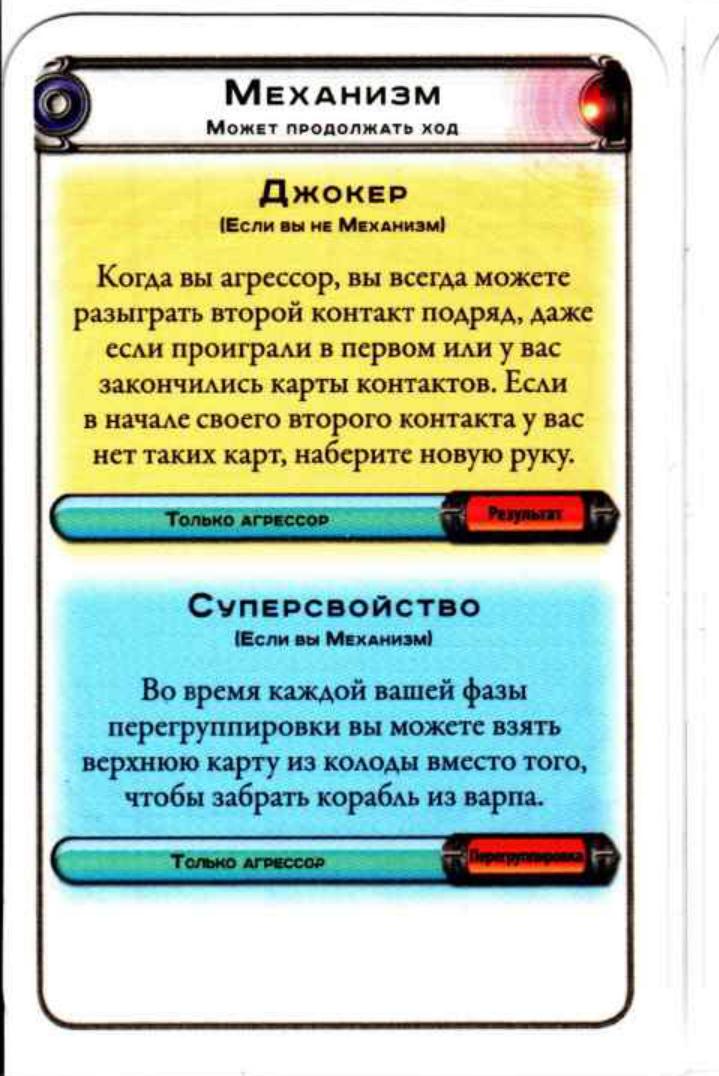 Механизм
Может продолжать ход
Джокер
(Если вы не Механизм)
Когда вы агрессор, вы всегда можете
разыграть второй контакт подряд, даже
если проиграли в первом или у вас
закончились карты контактов. Если
в начале своего второго контакта у вас
нет таких карт, наберите новую руку.
Только агрессор
Результат
Суперсвойство
(Если вы Механизм)
Во время каждой вашей фазы
перегруппировки вы можете взять
верхнюю карту из колоды вместо того,
чтобы забрать корабль из варпа.
Только агрессор
Перегруппировка